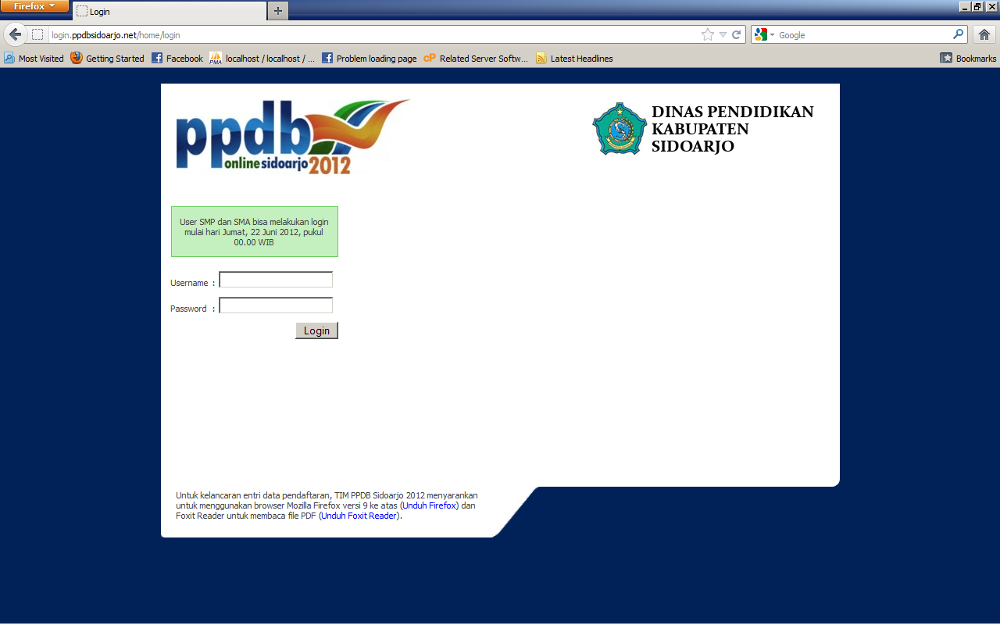 Firefox
Login
login.ppdbsidoarjo.net/home/login
Google
Most Visited
Getting Started
Facebook
localhost / localhost / ...
Problem loading page
Related Server Softw...
Latest Headlines
Bookmarks
ppdb
onlinesidoarjo2012
DINAS PENDIDIKAN
KABUPATEN
SIDOARJO
User SMP dan SMA bisa melakukan login
mulai hari Jumat, 22 Juni 2012, pukul
00.00 WIB
Username :
Password :
Login
Untuk kelancaran entri data pendaftaran, TIM PPDB Sidoarjo 2012 menyarankan
untuk menggunakan browser Mozilla Firefox versi 9 ke atas (Unduh Firefox) dan
Foxit Reader untuk membaca file PDF (Unduh Foxit Reader).